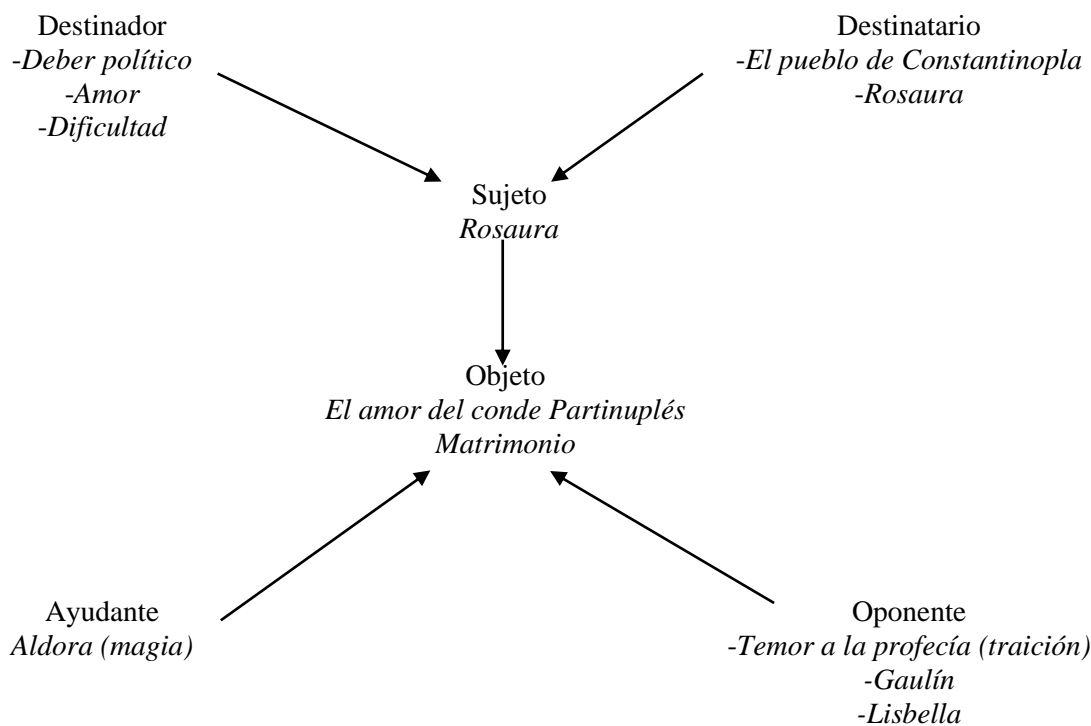 Destinador
-Deber político
-Amor
-Dificultad
Destinatario
-El pueblo de Constantinopla
-Rosaura
Sujeto
Rosaura
Objeto
El amor del conde Partinuplés
Matrimonio
Ayudante
Aldora (magia)
Oponente
-Temor a la profecía (traición)
-Gaulín
-Lisbella